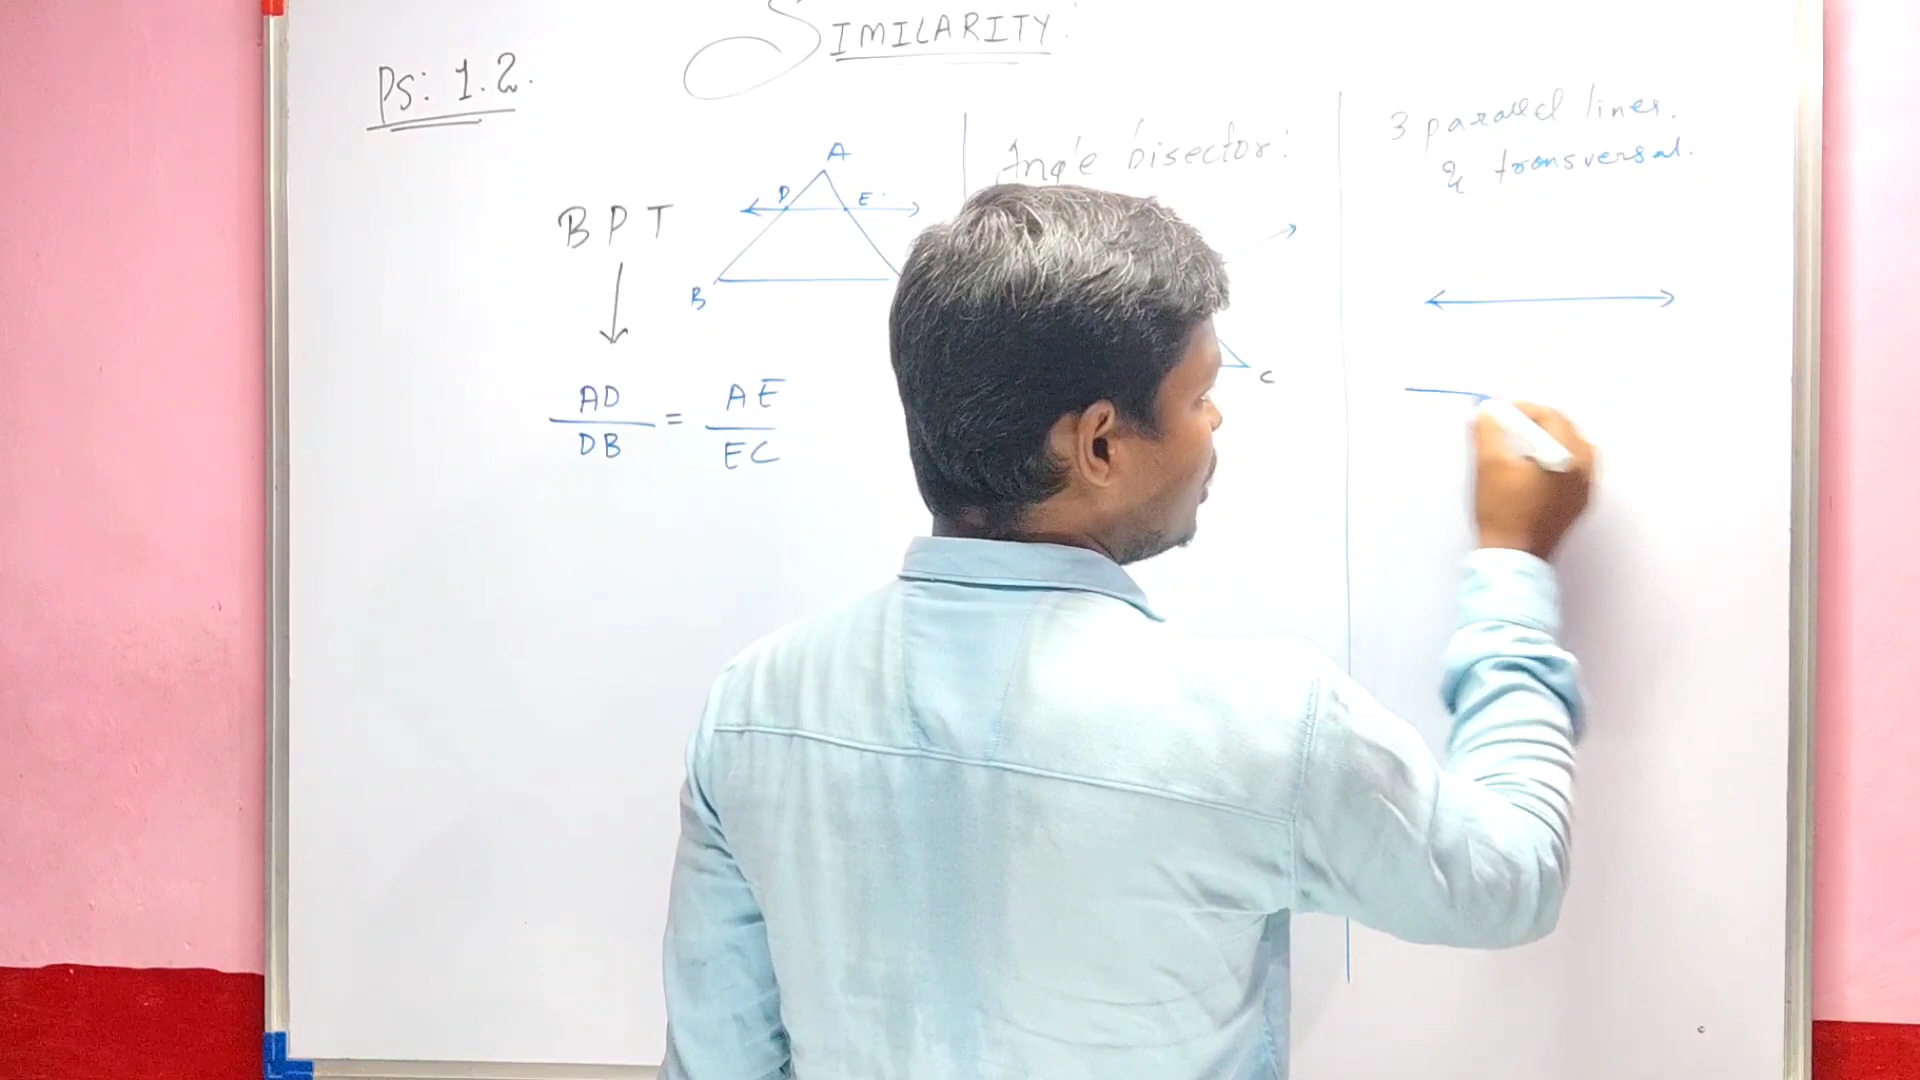 SIMILARITY:
Ps: 1.2.
BPT
A
D
E
B
AD
DB
=
AE
EC
Angle bisector:
C
3 parallel lines.
& transversal.